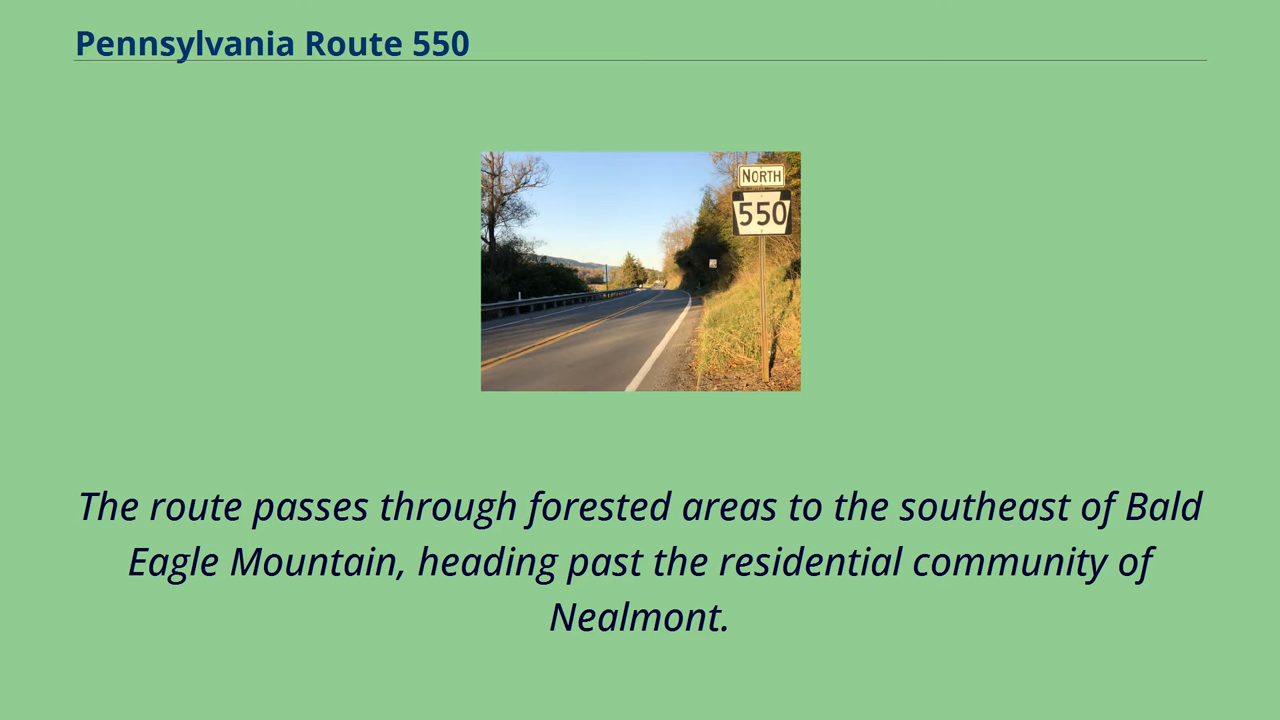 Pennsylvania Route 550
NORTH
550
The route passes through forested areas to the southeast of Bald
Eagle Mountain, heading past the residential community of
Nealmont.